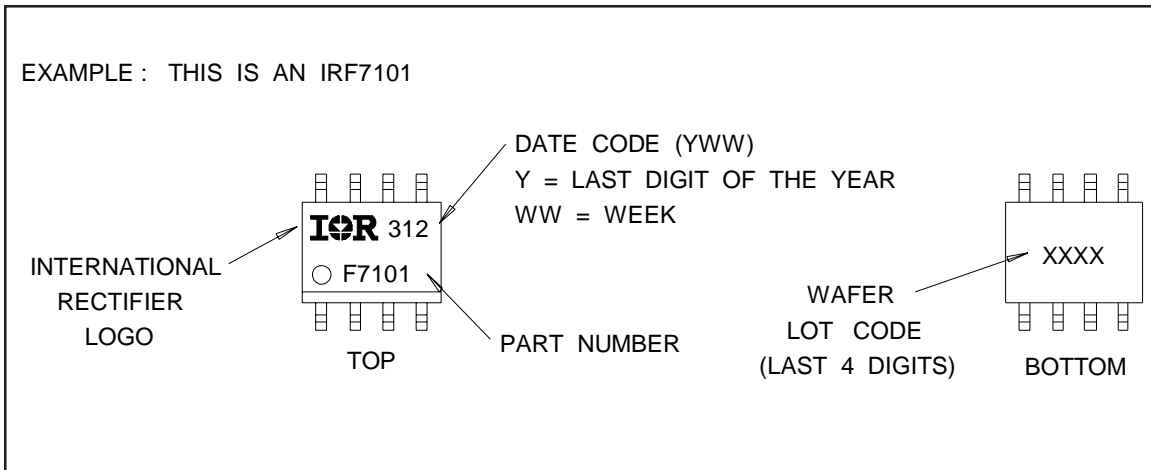 EXAMPLE : THIS IS AN IRF7101
DATE CODE (YWW)
Y = LAST DIGIT OF THE YEAR
WW = WEEK
IOR 312
F7101
INTERNATIONAL
RECTIFIER
LOGO
TOP
PART NUMBER
XXXX
WAFER
LOT CODE
(LAST 4 DIGITS)
BOTTOM